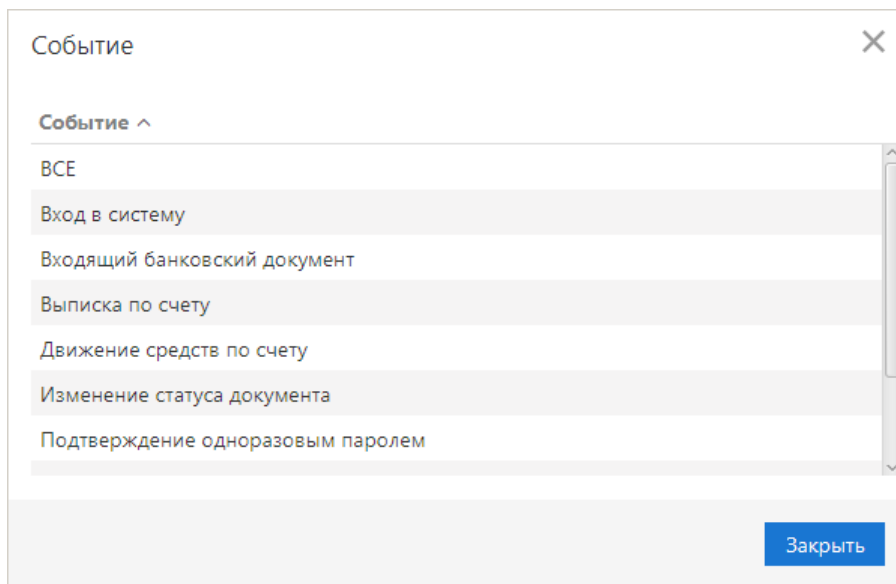 Событие
Событие
ВСЕ
Вход в систему
Входящий банковский документ
Выписка по счету
Движение средств по счету
Изменение статуса документа
Подтверждение одноразовым паролем
Закрыть